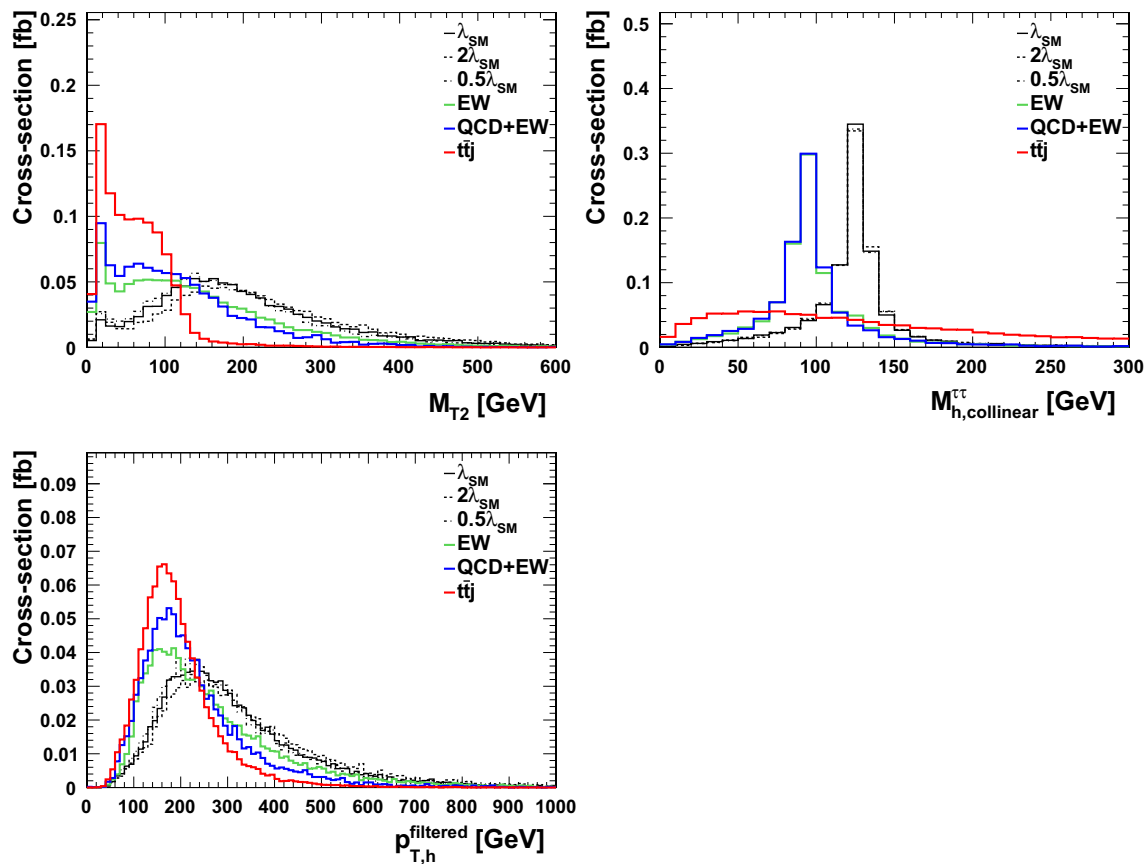 Cross-section [fb]
0.25
0.2
0.15
0.1
0.05
0
λSM
2λSM
0.5λSM
EW
QCD+EW
tt̄j
0 100 200 300 400 500 600
MT2 [GeV]
Cross-section [fb]
0.5
0.4
0.3
0.2
0.1
0
λSM
2λSM
0.5λSM
EW
QCD+EW
tt̄j
0 50 100 150 200 250 300
M^ττ_h,collinear [GeV]
Cross-section [fb]
0.09
0.08
0.07
0.06
0.05
0.04
0.03
0.02
0.01
0
λSM
2λSM
0.5λSM
EW
QCD+EW
tt̄j
0 100 200 300 400 500 600 700 800 900 1000
p^filtered_T,h [GeV]